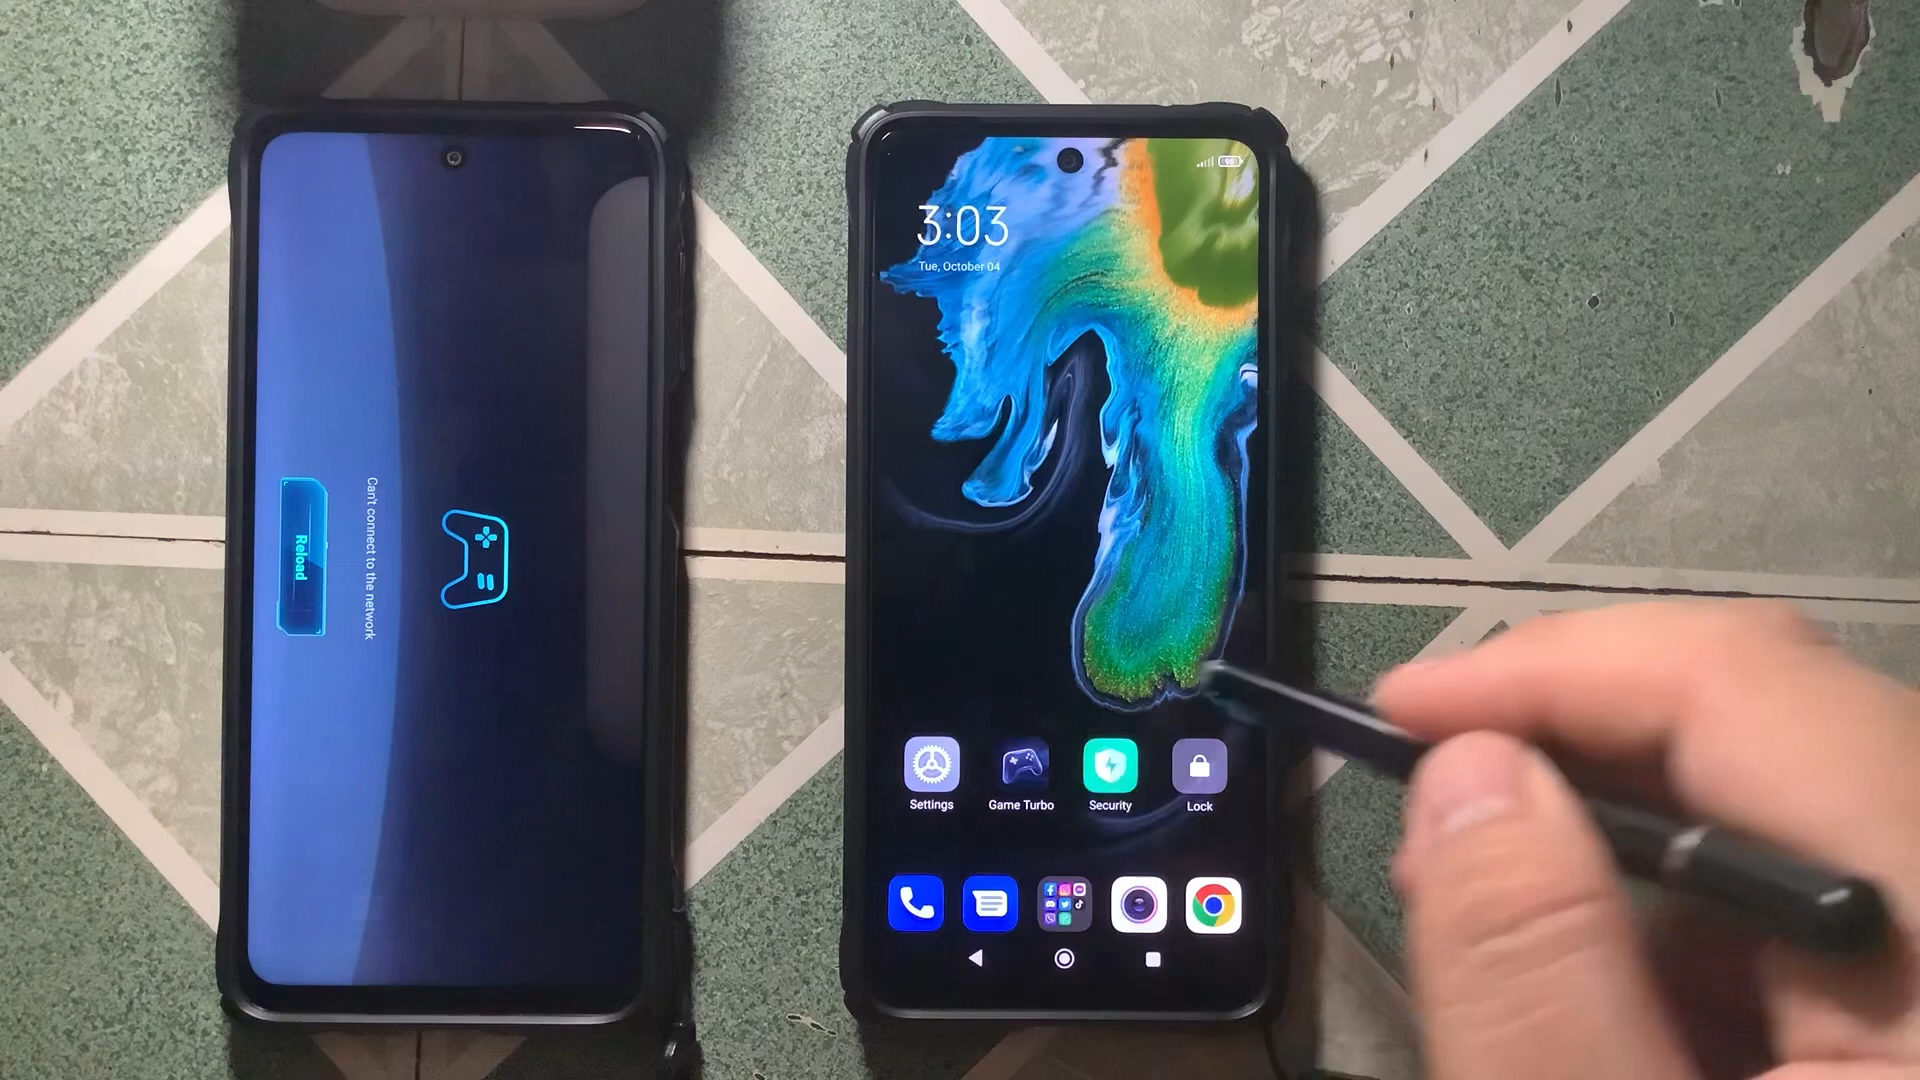 Can't connect to the network
Reload
3:03
Tue, October 04
Settings
Game Turbo
Security
Lock